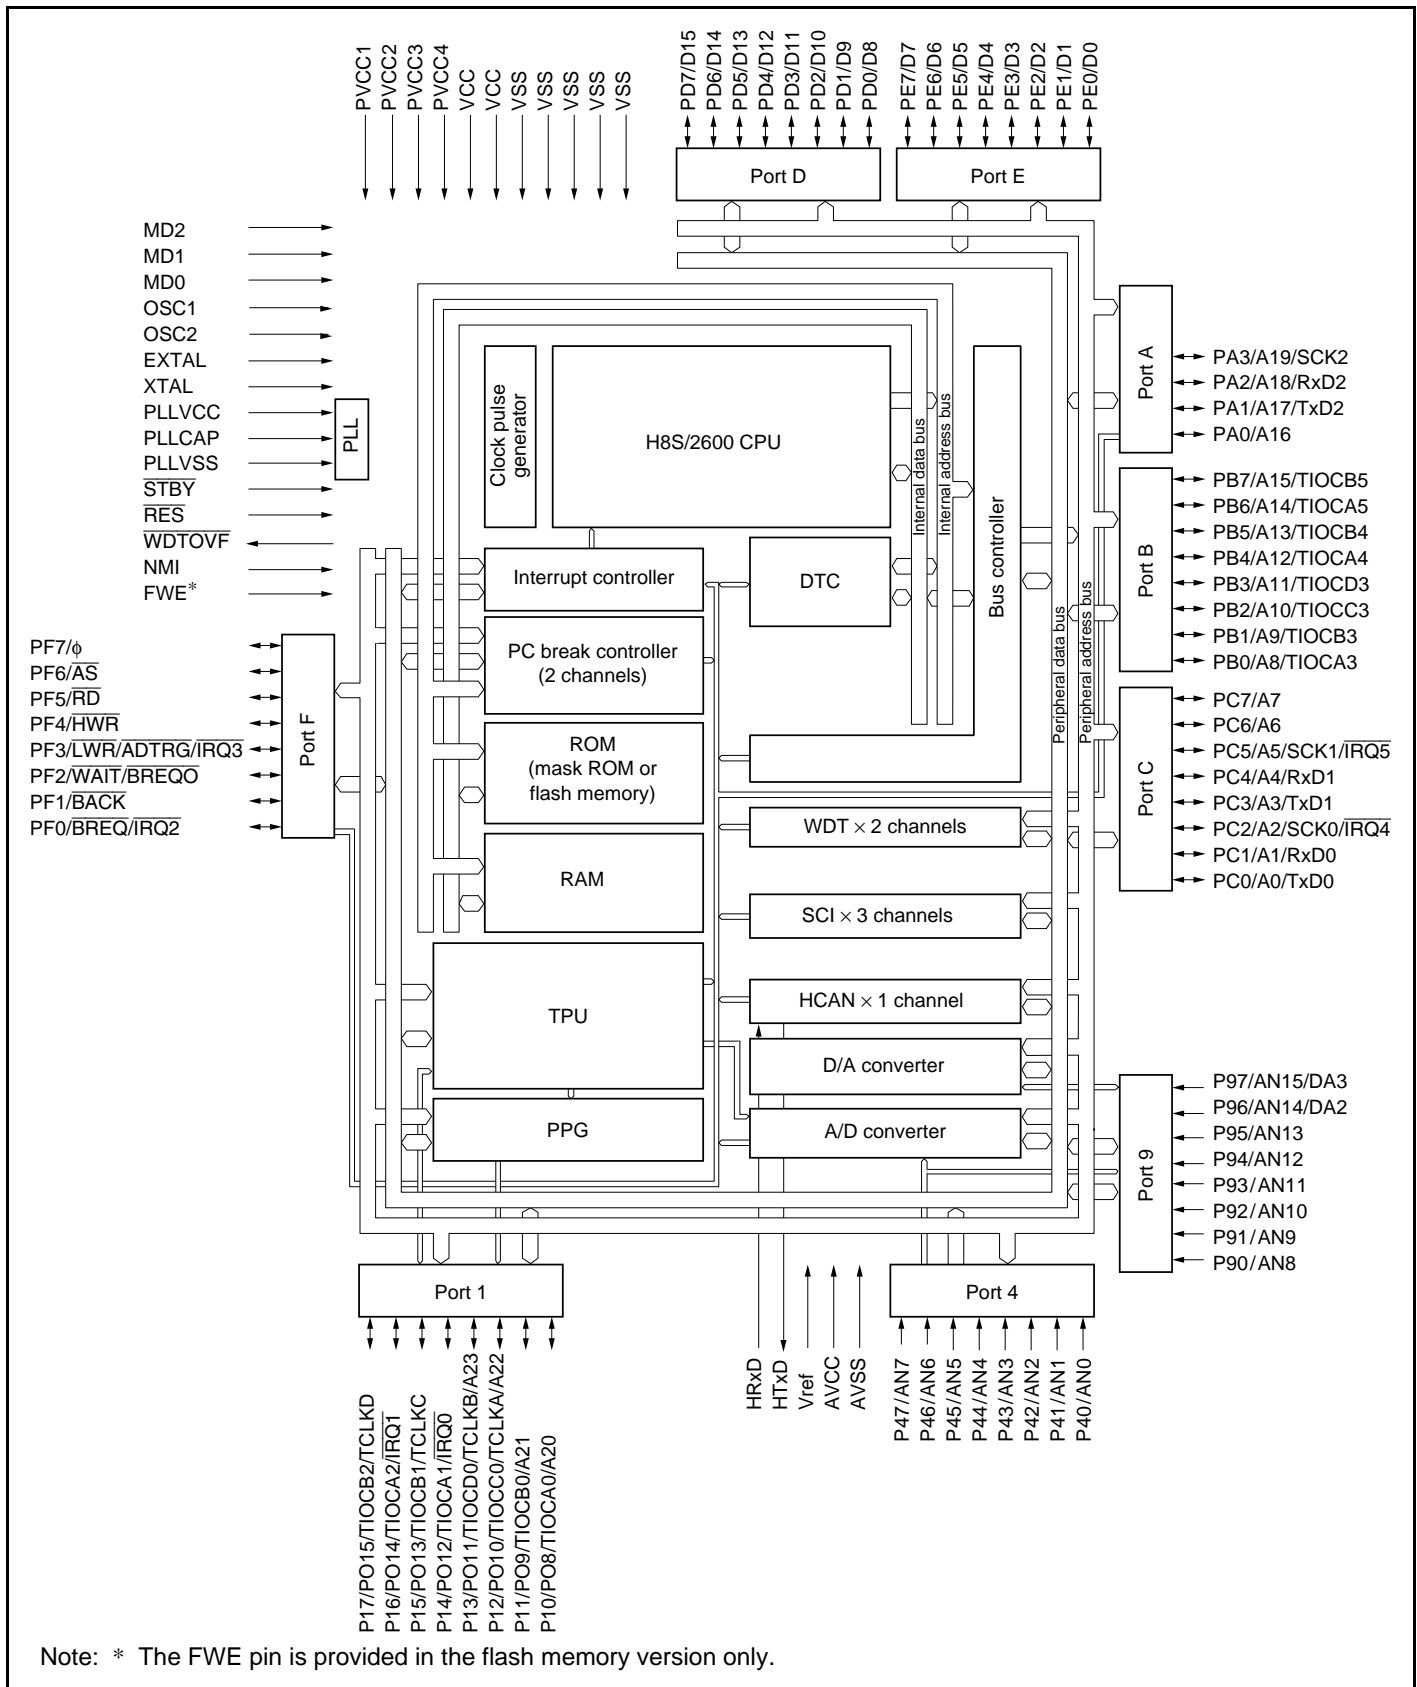 PVCC1
PVCC2
PVCC3
PVCC4
VCC
VCC
VSS
VSS
VSS
VSS
VSS
PD7/D15
PD6/D14
PD5/D13
PD4/D12
PD3/D11
PD2/D10
PD1/D9
PD0/D8
PE7/D7
PE6/D6
PE5/D5
PE4/D4
PE3/D3
PE2/D2
PE1/D1
PE0/D0
Port D
Port E
MD2
MD1
MD0
OSC1
OSC2
EXTAL
XTAL
PLLVCC
PLLCAP
PLLVSS
STBY
RES
WDTOVF
NMI
FWE*
PLL
Clock pulse
generator
H8S/2600 CPU
Internal data bus
Internal address bus
Bus controller
Peripheral data bus
Peripheral address bus
Port A
PA3/A19/SCK2
PA2/A18/RxD2
PA1/A17/TxD2
PA0/A16
Port B
PB7/A15/TIOCB5
PB6/A14/TIOCA5
PB5/A13/TIOCB4
PB4/A12/TIOCA4
PB3/A11/TIOCD3
PB2/A10/TIOCC3
PB1/A9/TIOCB3
PB0/A8/TIOCA3
Interrupt controller
DTC
PC break controller
(2 channels)
ROM
(mask ROM or
flash memory)
RAM
PF7/ϕ
PF6/AS
PF5/RD
PF4/HWR
PF3/LWR/ADTRG/IRQ3
PF2/WAIT/BREQO
PF1/BACK
PF0/BREQ/IRQ2
Port F
Port C
PC7/A7
PC6/A6
PC5/A5/SCK1/IRQ5
PC4/A4/RxD1
PC3/A3/TxD1
PC2/A2/SCK0/IRQ4
PC1/A1/RxD0
PC0/A0/TxD0
WDT × 2 channels
SCI × 3 channels
TPU
HCAN × 1 channel
D/A converter
PPG
A/D converter
Port 9
P97/AN15/DA3
P96/AN14/DA2
P95/AN13
P94/AN12
P93/AN11
P92/AN10
P91/AN9
P90/AN8
Port 1
Port 4
P17/PO15/TIOCB2/TCLKD
P16/PO14/TIOCA2/IRQ1
P15/PO13/TIOCB1/TCLKC
P14/PO12/TIOCA1/IRQ0
P13/PO11/TIOCD0/TCLKB/A23
P12/PO10/TIOCC0/TCLKA/A22
P11/PO9/TIOCB0/A21
P10/PO8/TIOCA0/A20
HRxD
HTxD
Vref
AVCC
AVSS
P47/AN7
P46/AN6
P45/AN5
P44/AN4
P43/AN3
P42/AN2
P41/AN1
P40/AN0
Note: * The FWE pin is provided in the flash memory version only.